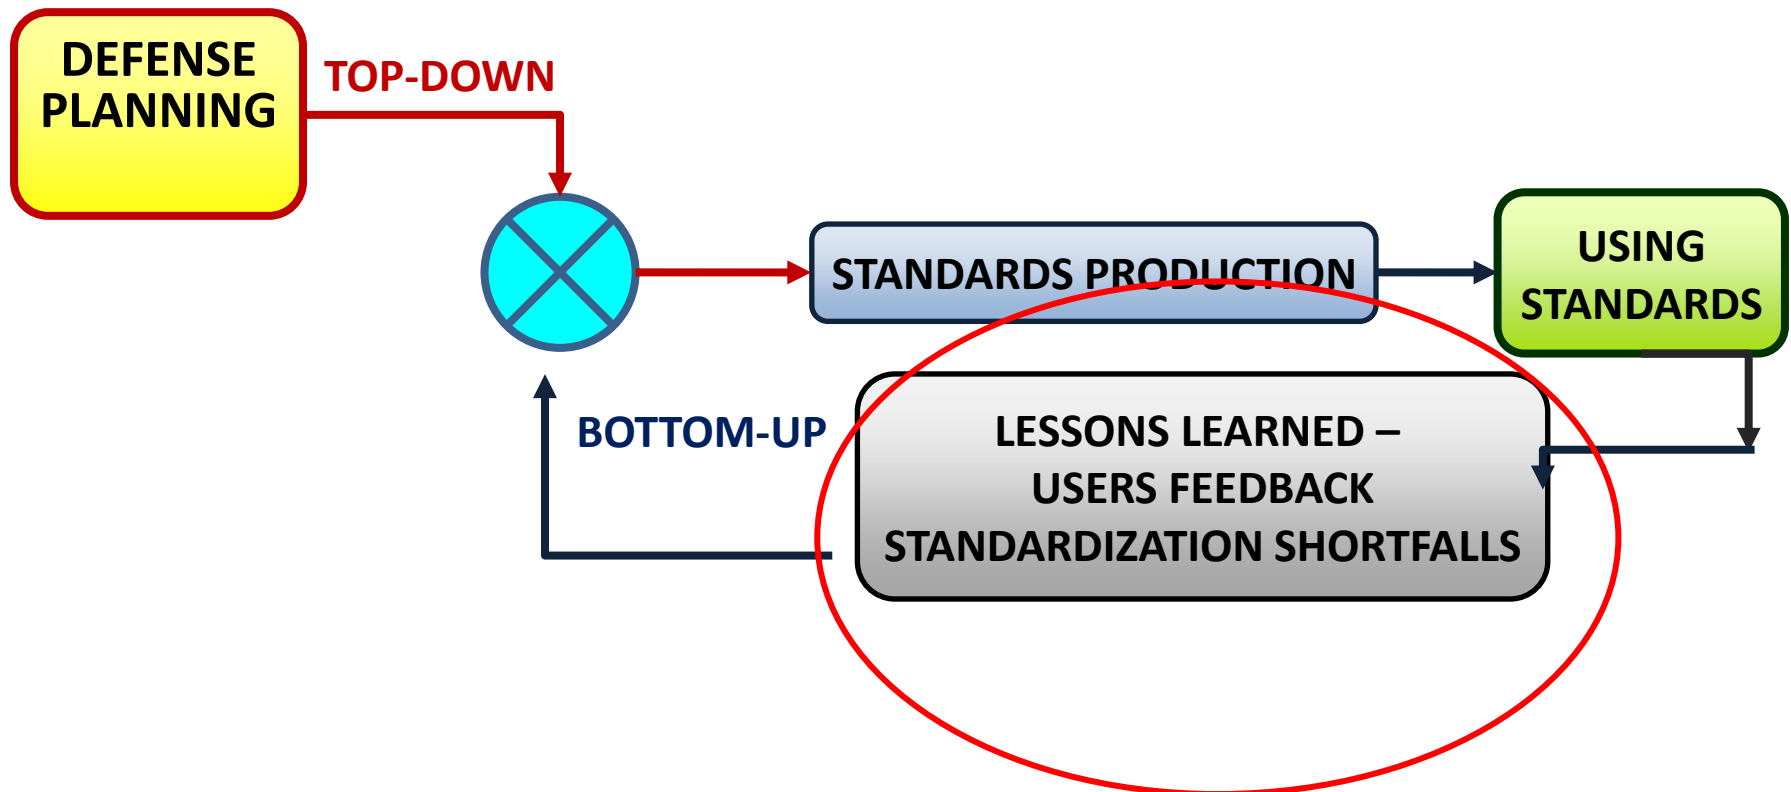 DEFENSE
PLANNING
TOP-DOWN
STANDARDS PRODUCTION
USING
STANDARDS
BOTTOM-UP
LESSONS LEARNED –
USERS FEEDBACK
STANDARDIZATION SHORTFALLS